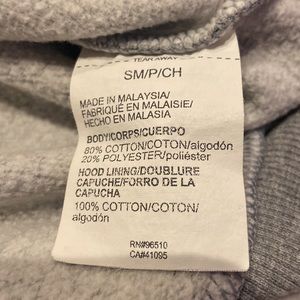 TEAR AWAY
SM/P/CH
MADE IN MALAYSIA/
FABRIQUÉ EN MALAISIE/
HECHO EN MALASIA
BODY/CORPS/CUERPO
80% COTTON/COTON/algodón
20% POLYESTER/poliéster
HOOD LINING/DOUBLURE
CAPUCHE/FORRO DE LA
CAPUCHA
100% COTTON/COTON/
algodón
RN#96510
CA#41095